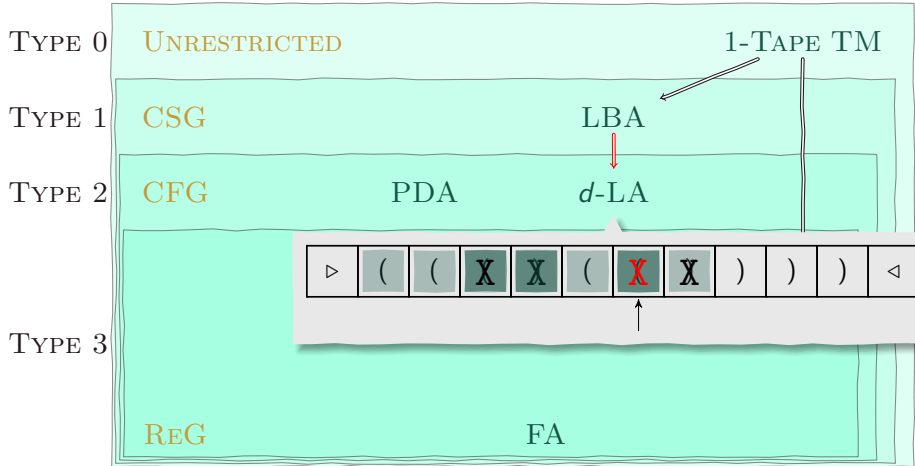 TYPE 0 UNRESTRICTED 1-TAPE TM
TYPE 1 CSG LBA
TYPE 2 CFG PDA d-LA
▷ ( ( X X ( X X ) ) ) ◁
TYPE 3
REG FA